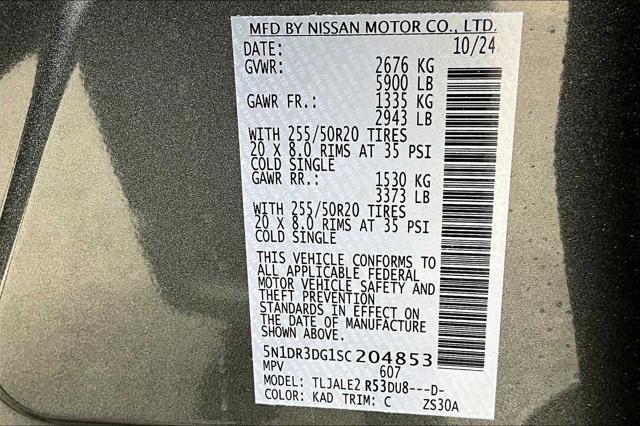 MFD BY NISSAN MOTOR CO., LTD.
DATE: 10/24
GVWR: 2676 KG
5900 LB
GAWR FR.: 1335 KG
2943 LB
WITH 255/50R20 TIRES
20 X 8.0 RIMS AT 35 PSI
COLD SINGLE
GAWR RR.: 1530 KG
3373 LB
WITH 255/50R20 TIRES
20 X 8.0 RIMS AT 35 PSI
COLD SINGLE
THIS VEHICLE CONFORMS TO
ALL APPLICABLE FEDERAL
MOTOR VEHICLE SAFETY AND
THEFT PREVENTION
STANDARDS IN EFFECT ON
THE DATE OF MANUFACTURE
SHOWN ABOVE.
5N1DR3DG1SC204853
MPV 607
MODEL: TLJALE2 R53DU8---D-
COLOR: KAD TRIM: C ZS30A